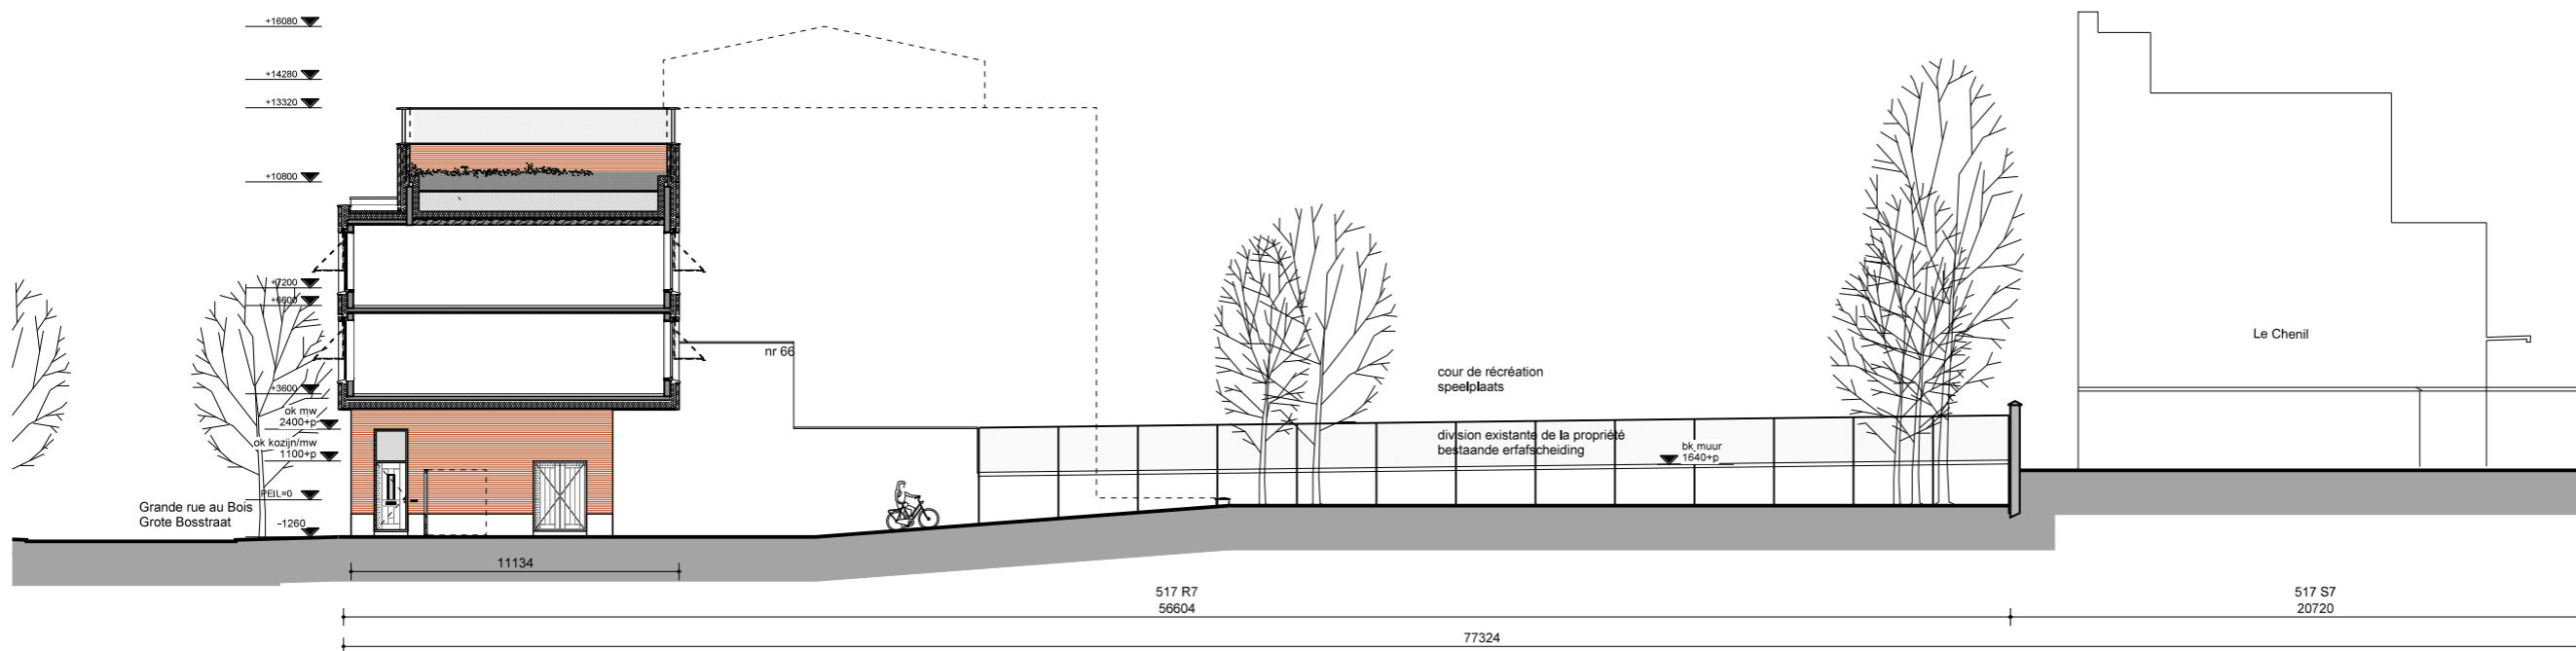 +16080
+14280
+13320
+10800
+7200
+6600
nr 66
Le Chenil
cour de récréation
speelplaats
+3600
ok mw
2400+p
ok kozijn/mw
1100+p
division existante de la propriété
bestaande erfafscheiding
bk muur
1640+p
PEIL=0
Grande rue au Bois
Grote Bosstraat
-1260
11134
517 R7
56604
517 S7
20720
77324